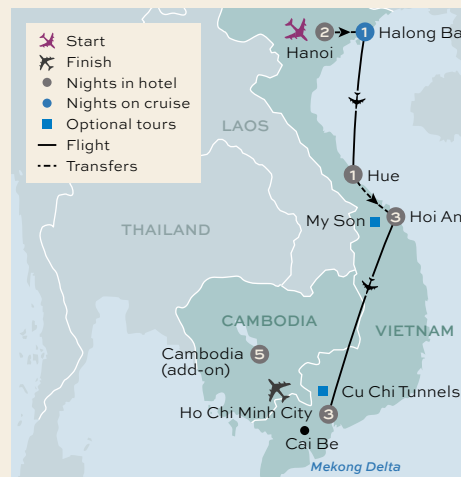 Start
Finish
Nights in hotel
Nights on cruise
Optional tours
Flight
Transfers
2
1
Hanoi
Halong Ba
LAOS
1
Hue
THAILAND
My Son
3
Hoi An
CAMBODIA
VIETNAM
5
Cambodia
(add-on)
Cu Chi Tunnels
Ho Chi Minh City
3
Cai Be
Mekong Delta